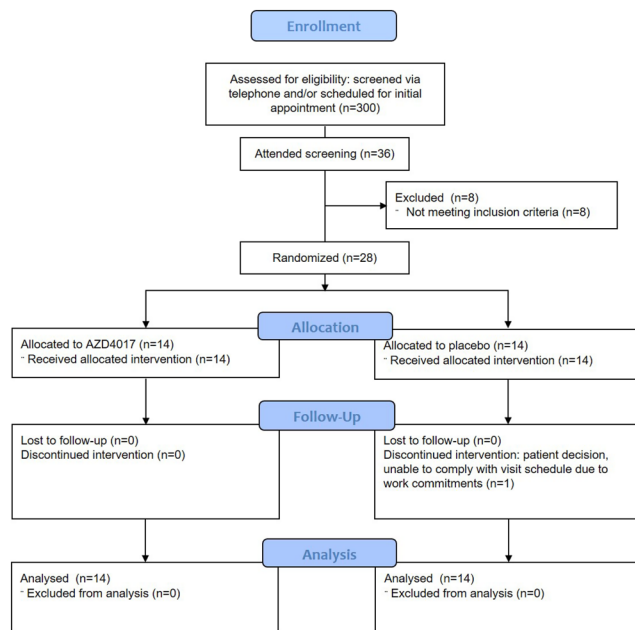 Enrollment
Assessed for eligibility: screened via
telephone and/or scheduled for initial
appointment (n=300)
Attended screening (n=36)
Excluded (n=8)
¨ Not meeting inclusion criteria (n=8)
Randomized (n=28)
Allocation
Allocated to AZD4017 (n=14)
¨ Received allocated intervention (n=14)
Allocated to placebo (n=14)
¨ Received allocated intervention (n=14)
Follow-Up
Lost to follow-up (n=0)
Discontinued intervention (n=0)
Lost to follow-up (n=0)
Discontinued intervention: patient decision,
unable to comply with visit schedule due to
work commitments (n=1)
Analysis
Analysed (n=14)
¨ Excluded from analysis (n=0)
Analysed (n=14)
¨ Excluded from analysis (n=0)